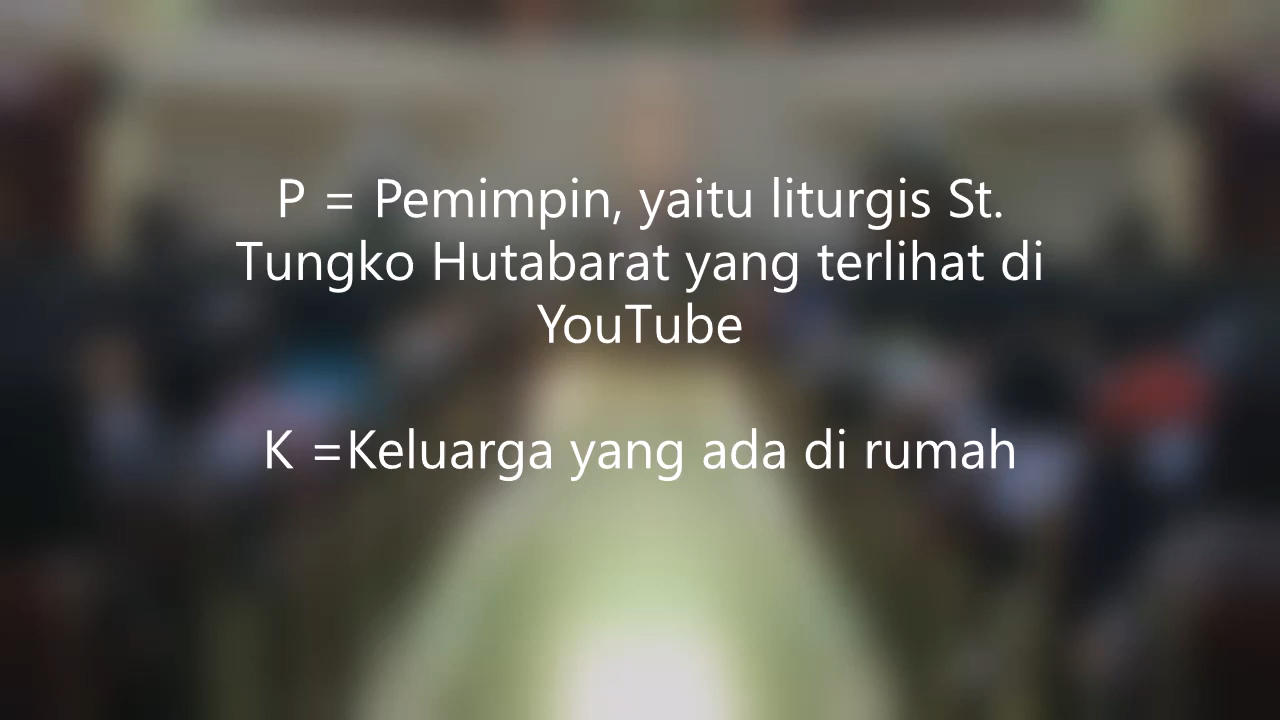 P = Pemimpin, yaitu liturgis St.
Tungko Hutabarat yang terlihat di
YouTube
K =Keluarga yang ada di rumah